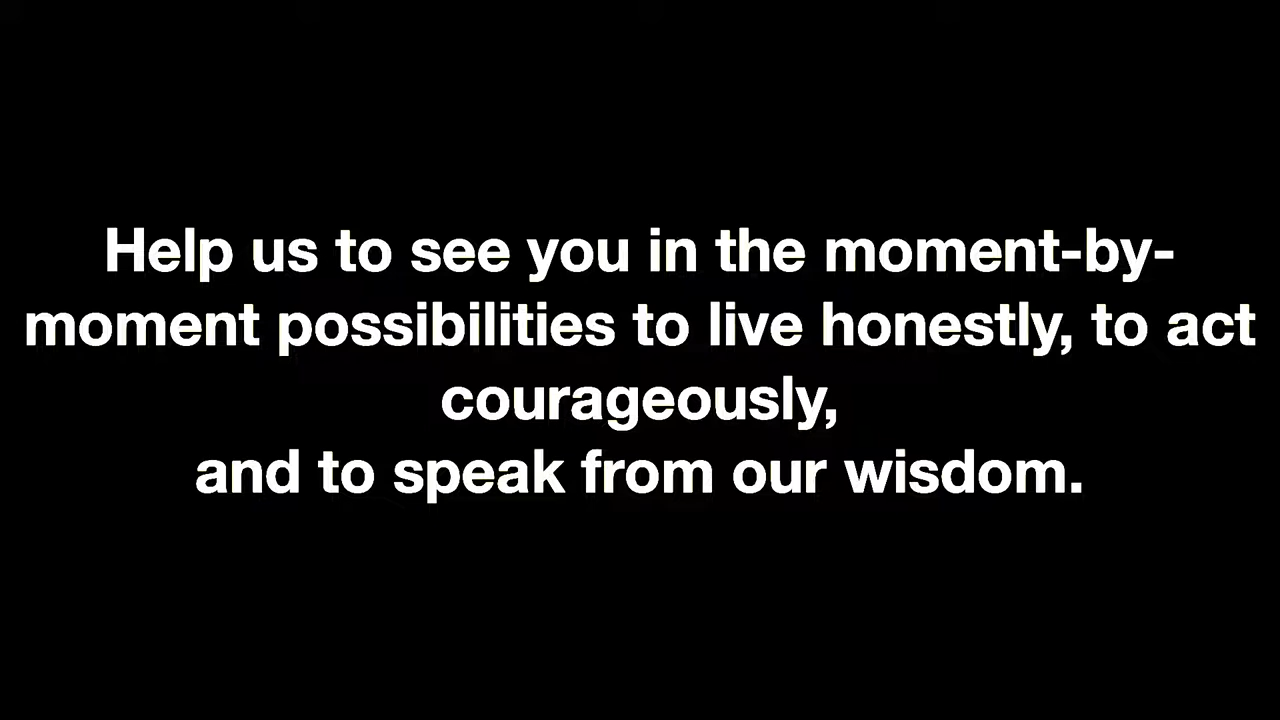 Help us to see you in the moment-by-
moment possibilities to live honestly, to act
courageously,
and to speak from our wisdom.